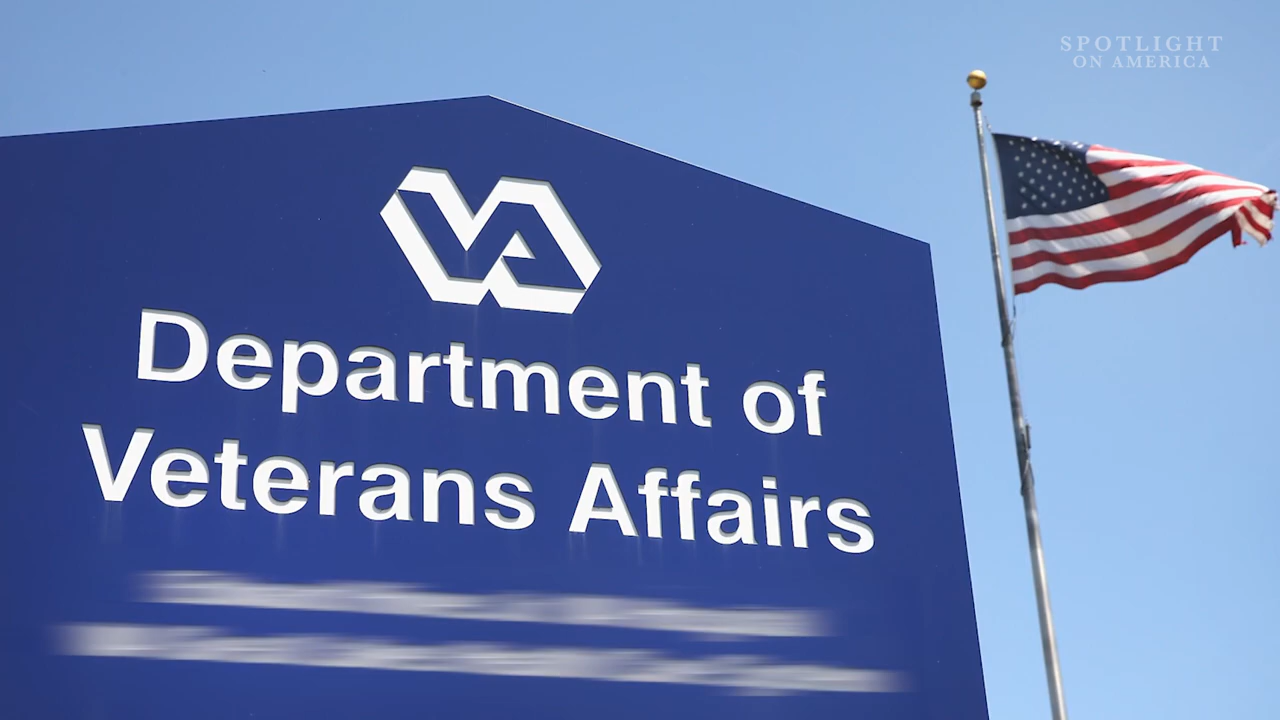 SPOTLIGHT
ON AMERICA
VA
Department of
Veterans Affairs